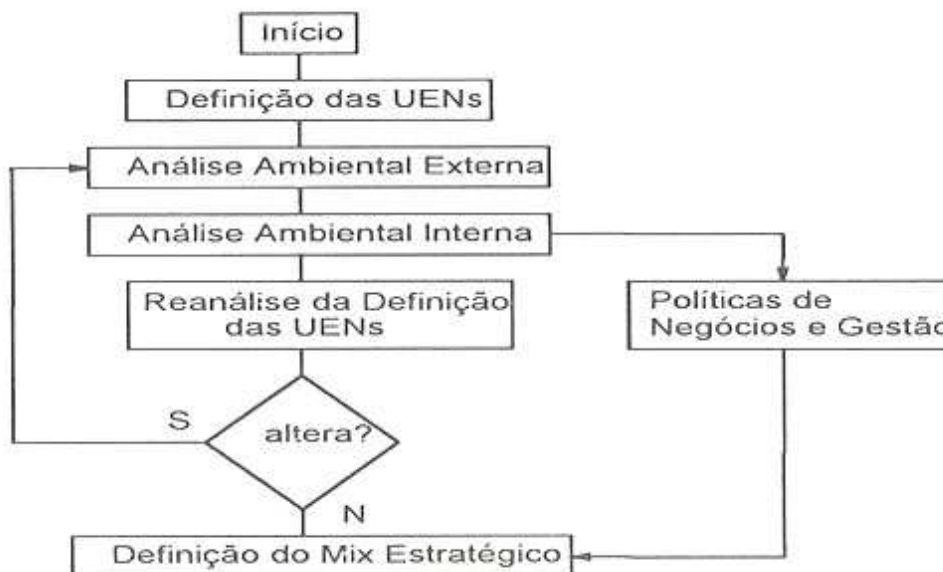 Início
Definição das UENs
Análise Ambiental Externa
Análise Ambiental Interna
Reanálise da Definição
das UENs
Políticas de
Negócios e Gestão
S
altera?
N
Definição do Mix Estratégico